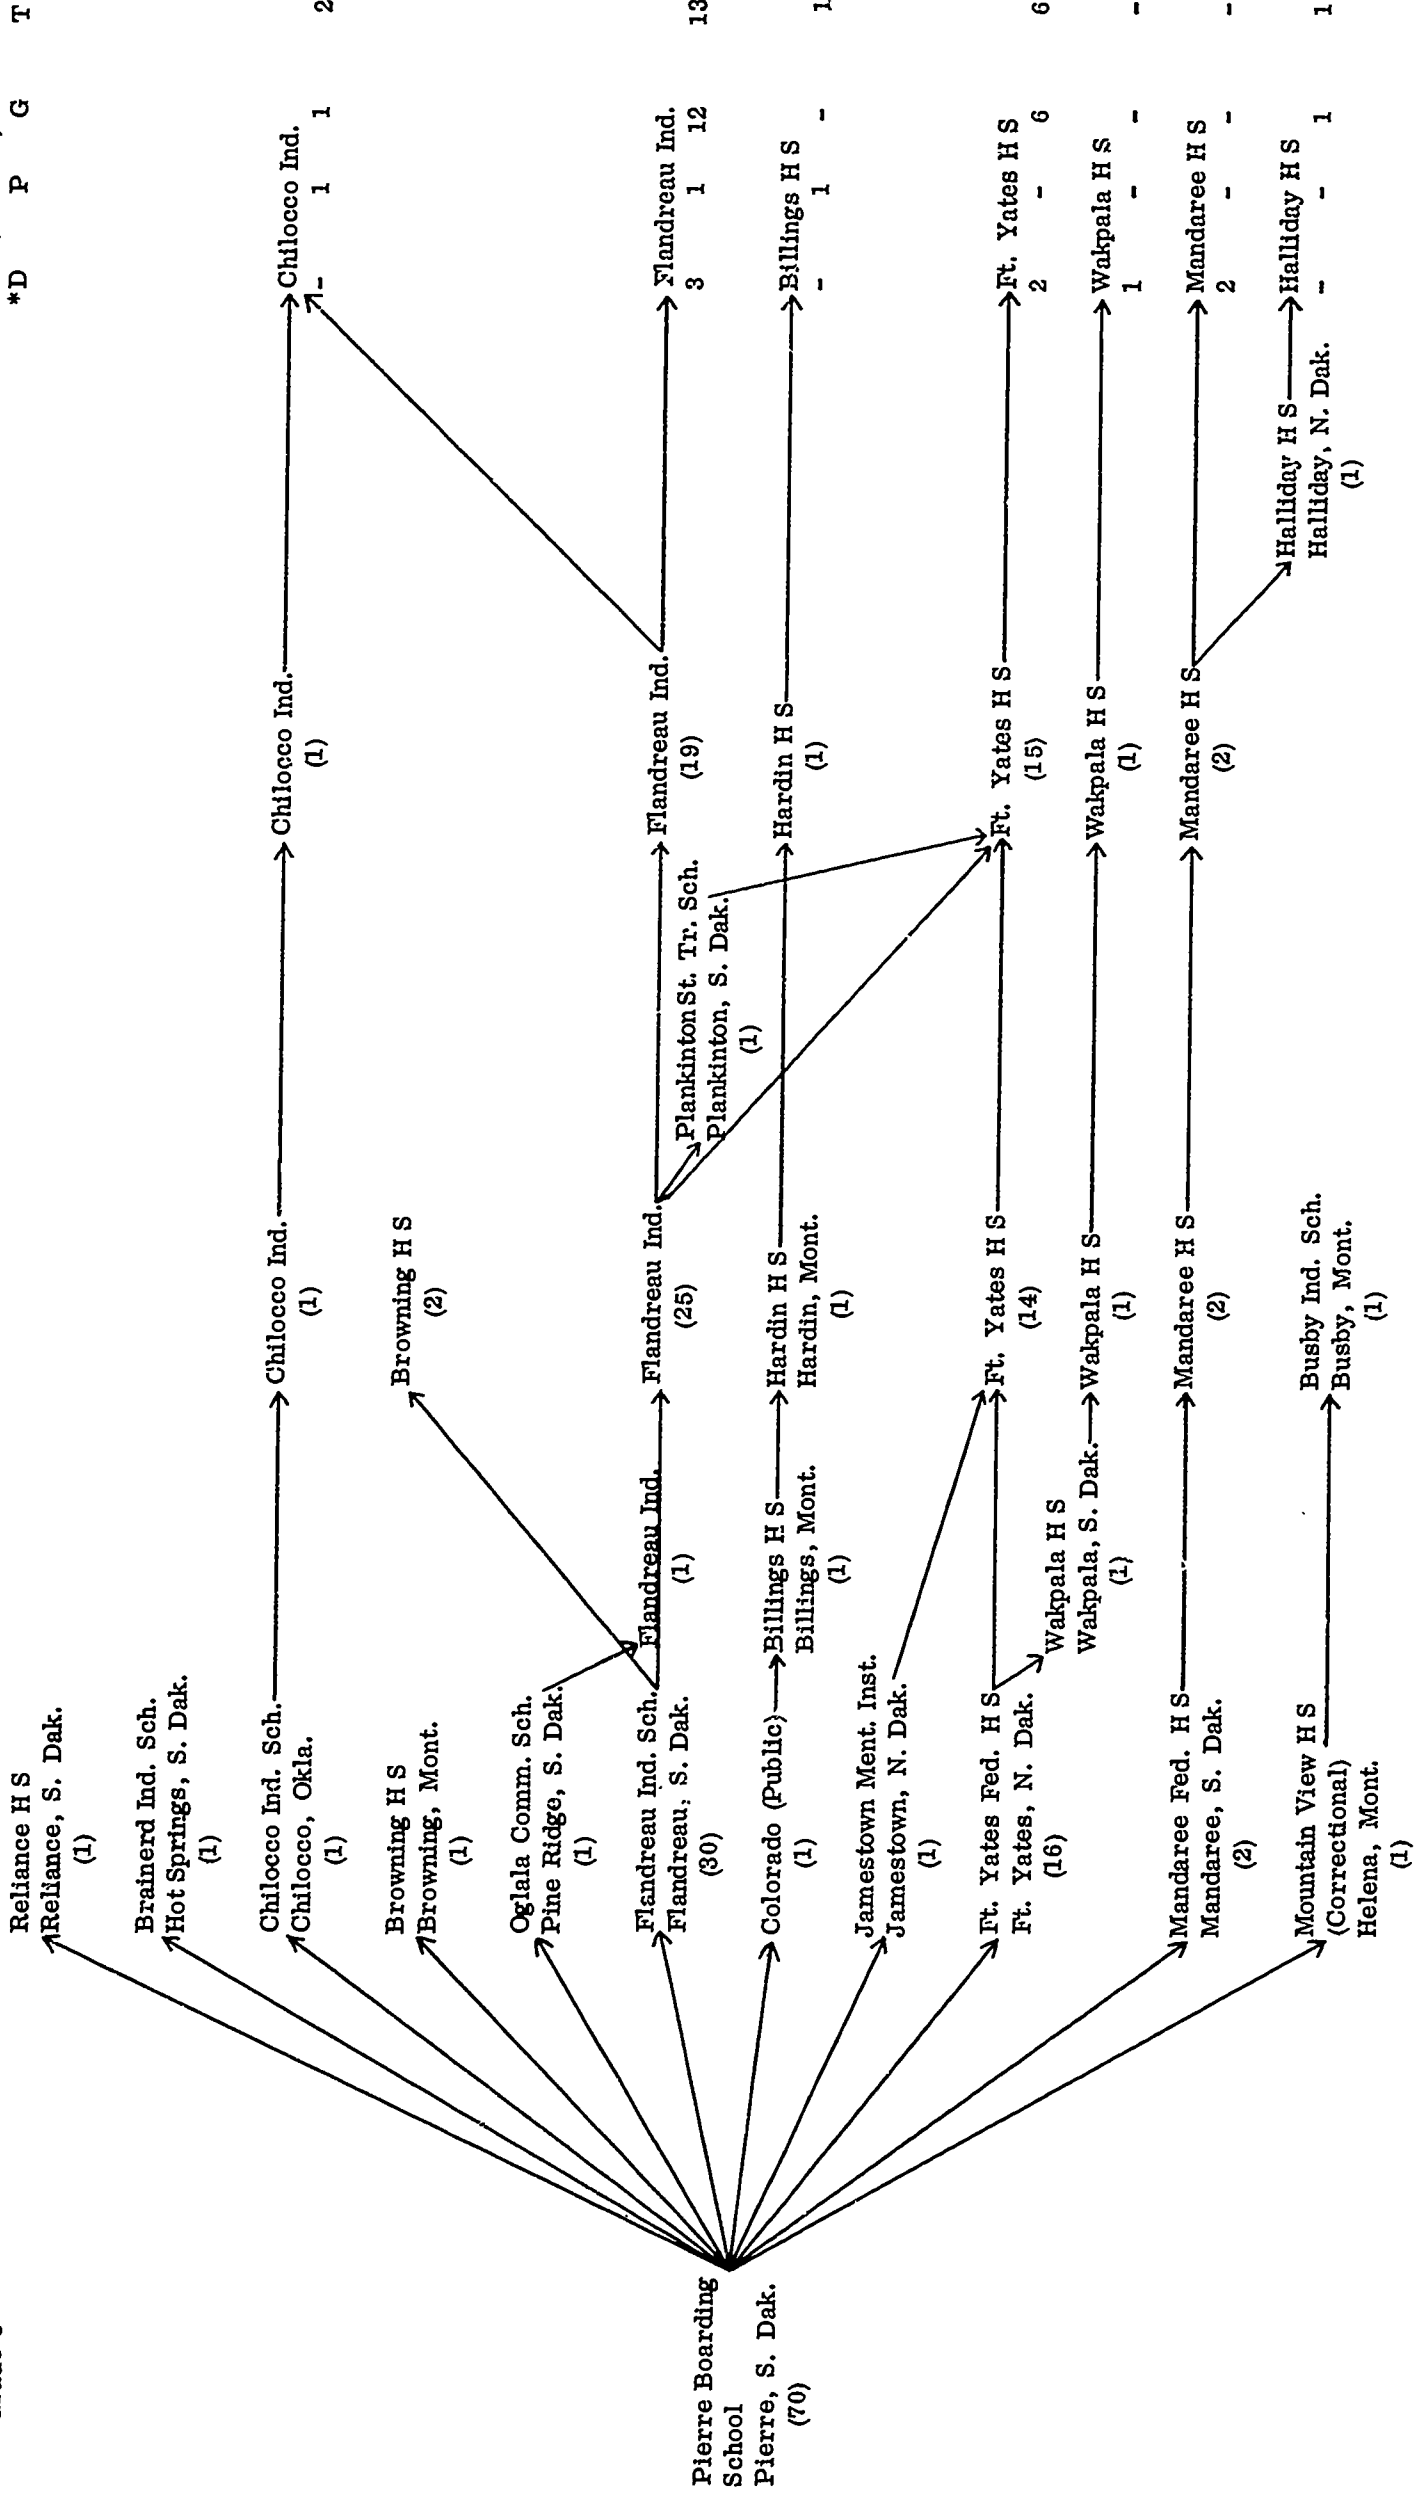 *D P G T
Reliance H S
Reliance, S. Dak.
(1)
Brainerd Ind. Sch.
Hot Springs, S. Dak.
(1)
Chilocco Ind. Sch.
Chilocco, Okla.
(1)
Chilocco Ind.
(1)
Chilocco Ind.
(1)
Chilocco Ind.
- 1 1 2
Browning H S
Browning, Mont.
(1)
Browning H S
(2)
Oglala Comm. Sch.
Pine Ridge, S. Dak.
(1)
Flandreau Ind.
(1)
Flandreau Ind. Sch.
Flandreau, S. Dak.
(30)
Flandreau Ind.
(25)
Flandreau Ind.
(19)
Flandreau Ind.
3 1 12 13
Plankinton St. Tr. Sch.
Plankinton, S. Dak.
(1)
Pierre Boarding
School
Pierre, S. Dak.
(70)
Colorado (Public)
(1)
Billings H S
Billings, Mont.
(1)
Hardin H S
Hardin, Mont.
(1)
Hardin H S
(1)
Billings H S
- 1 - 1
Jamestown Ment. Inst.
Jamestown, N. Dak.
(1)
Ft. Yates Fed. H S
Ft. Yates, N. Dak.
(16)
Ft. Yates H S
(14)
Ft. Yates H S
(15)
Ft. Yates H S
2 - 6 6
Wakpala H S
Wakpala, S. Dak.
(1)
Wakpala H S
(1)
Wakpala H S
(1)
Wakpala H S
1 - - -
Mandaree Fed. H S
Mandaree, S. Dak.
(2)
Mandaree H S
(2)
Mandaree H S
(2)
Mandaree H S
2 - - -
Mountain View H S
(Correctional)
Helena, Mont.
(1)
Busby Ind. Sch.
Busby, Mont.
(1)
Halliday H S
Halliday, N. Dak.
(1)
Halliday H S
- - 1 1